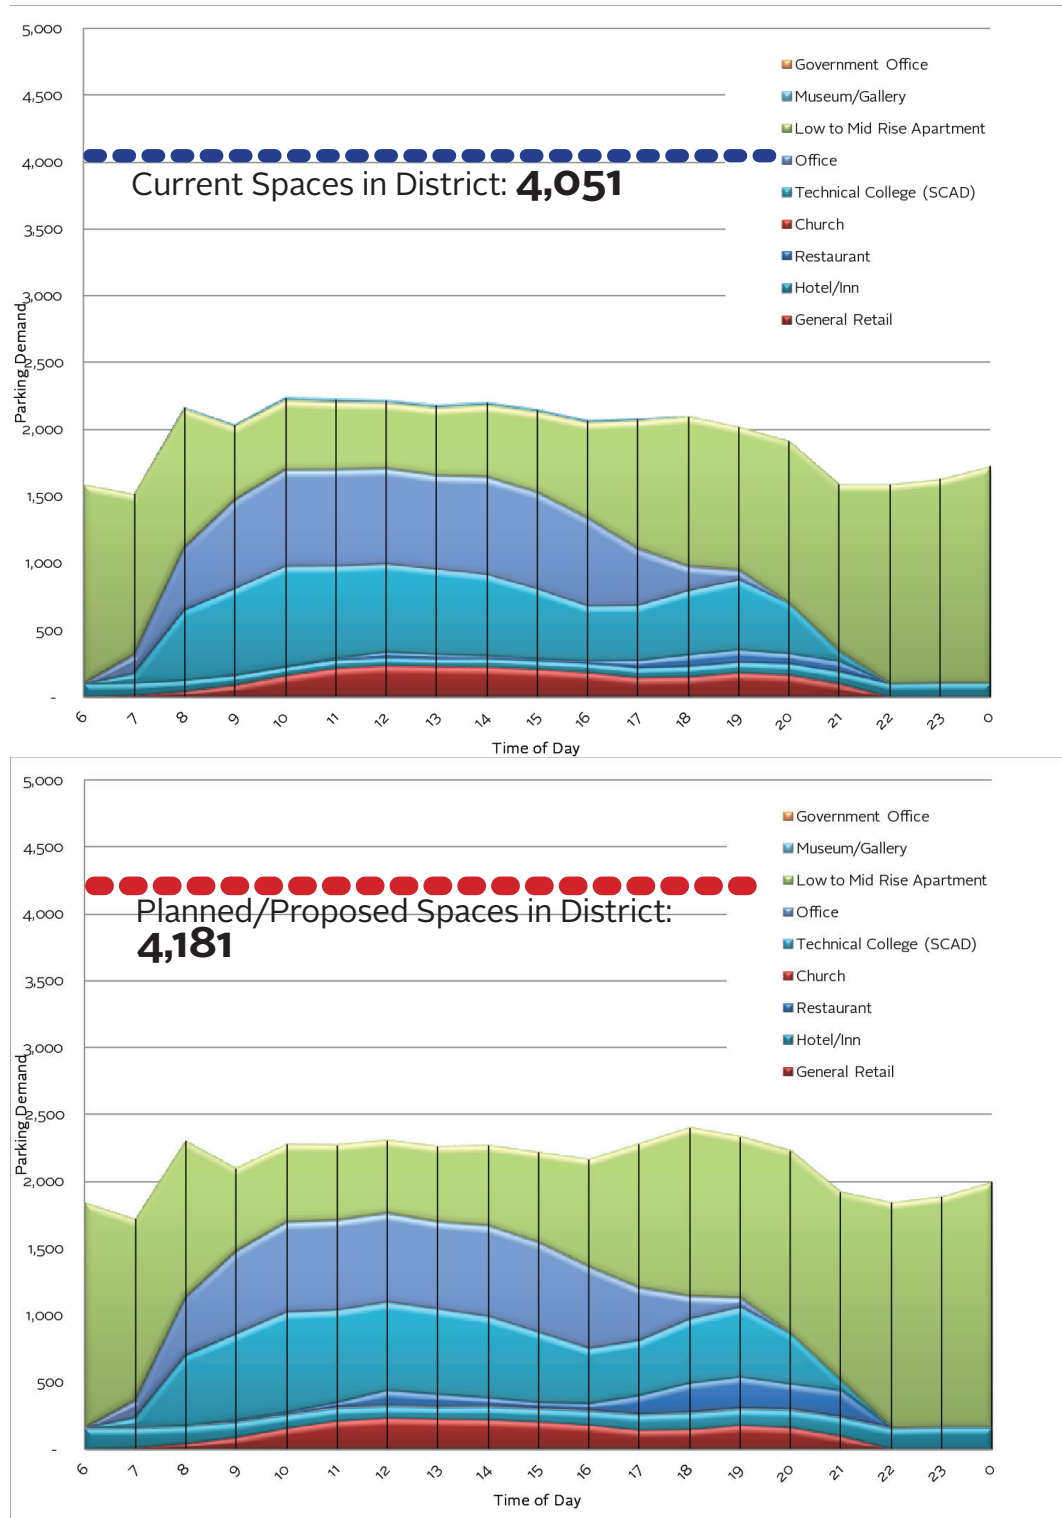 5,000
4,500
4,000
3,500
3,000
2,500
2,000
1,500
1,000
500
-
Parking Demand
Current Spaces in District: 4,051
Government Office
Museum/Gallery
Low to Mid Rise Apartment
Office
Technical College (SCAD)
Church
Restaurant
Hotel/Inn
General Retail
6 7 8 9 10 11 12 13 14 15 16 17 18 19 20 21 22 23 0
Time of Day
5,000
4,500
4,000
3,500
3,000
2,500
2,000
1,500
1,000
500
-
Parking Demand
Planned/Proposed Spaces in District:
4,181
Government Office
Museum/Gallery
Low to Mid Rise Apartment
Office
Technical College (SCAD)
Church
Restaurant
Hotel/Inn
General Retail
6 7 8 9 10 11 12 13 14 15 16 17 18 19 20 21 22 23 0
Time of Day